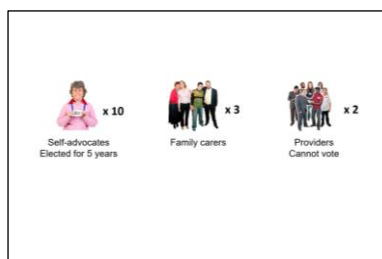 x 10
x 3
x 2
Self-advocates
Elected for 5 years
Family carers
Providers
Cannot vote